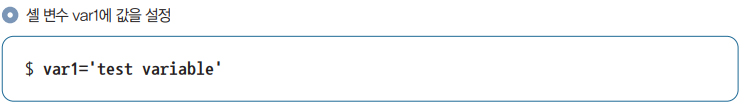 셸 변수 var1에 값을 설정
$ var1='test variable'